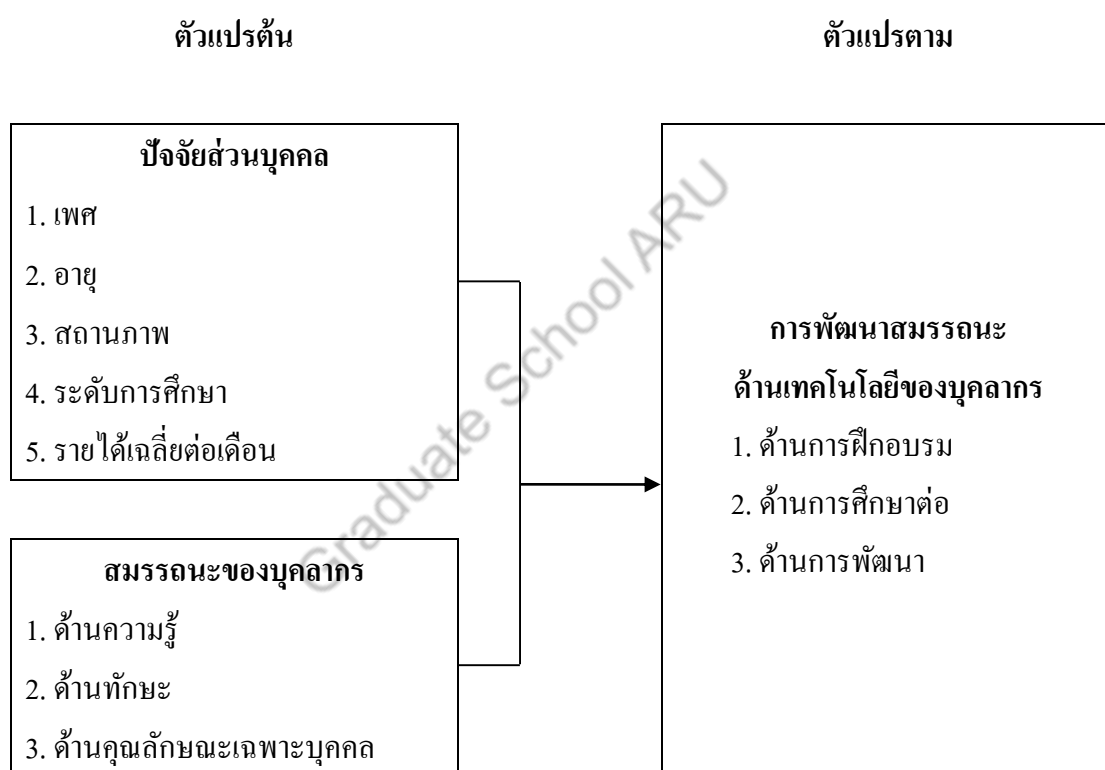 ตัวแปรต้น
ตัวแปรตาม
ปัจจัยส่วนบุคคล
1. เพศ
2. อายุ
3. สถานภาพ
4. ระดับการศึกษา
5. รายได้เฉลี่ยต่อเดือน
สมรรถนะของบุคลากร
1. ด้านความรู้
2. ด้านทักษะ
3. ด้านคุณลักษณะเฉพาะบุคคล
การพัฒนาสมรรถนะ
ด้านเทคโนโลยีของบุคลากร
1. ด้านการฝึกอบรม
2. ด้านการศึกษาต่อ
3. ด้านการพัฒนา
Graduate School ARU